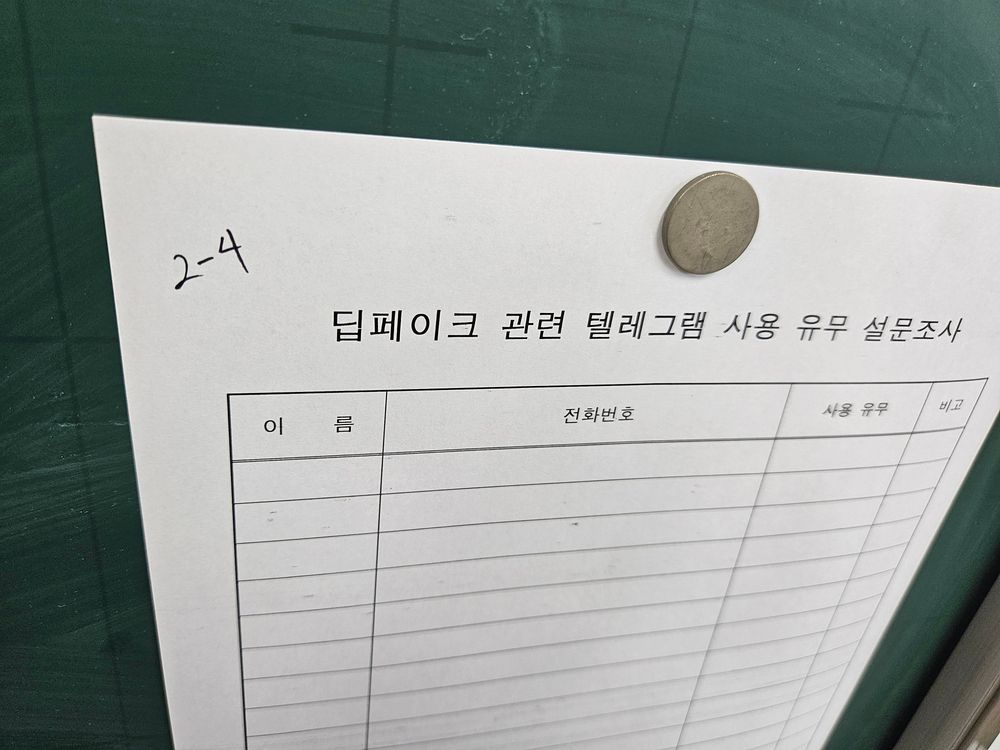 2-4
딥페이크 관련 텔레그램 사용 유무 설문조사
이 름 전화번호 사용 유무 비고